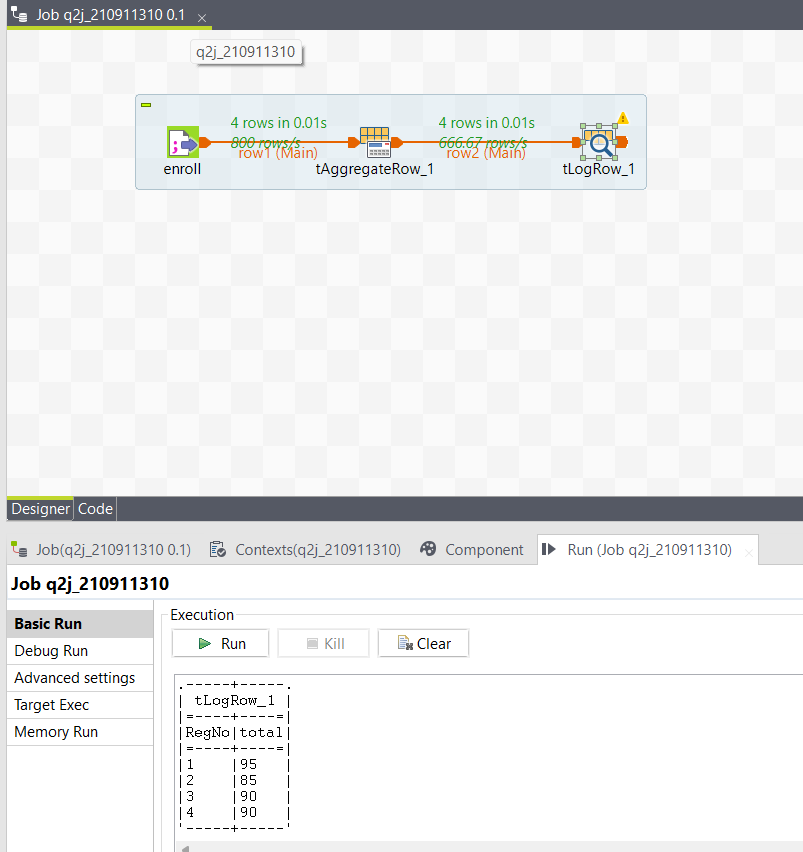 Job q2j_210911310 0.1
q2j_210911310
4 rows in 0.01s
800 rows/s
row1 (Main)
4 rows in 0.01s
666.67 rows/s
row2 (Main)
enroll
tAggregateRow_1
tLogRow_1
Designer Code
Job(q2j_210911310 0.1) Contexts(q2j_210911310) Component Run (Job q2j_210911310)
Job q2j_210911310
Basic Run
Debug Run
Advanced settings
Target Exec
Memory Run
Execution
Run Kill Clear
.-----+-----.
| tLogRow_1 |
|=----+----=|
|RegNo|total|
|=----+----=|
|1    |95   |
|2    |85   |
|3    |90   |
|4    |90   |
'-----+-----'